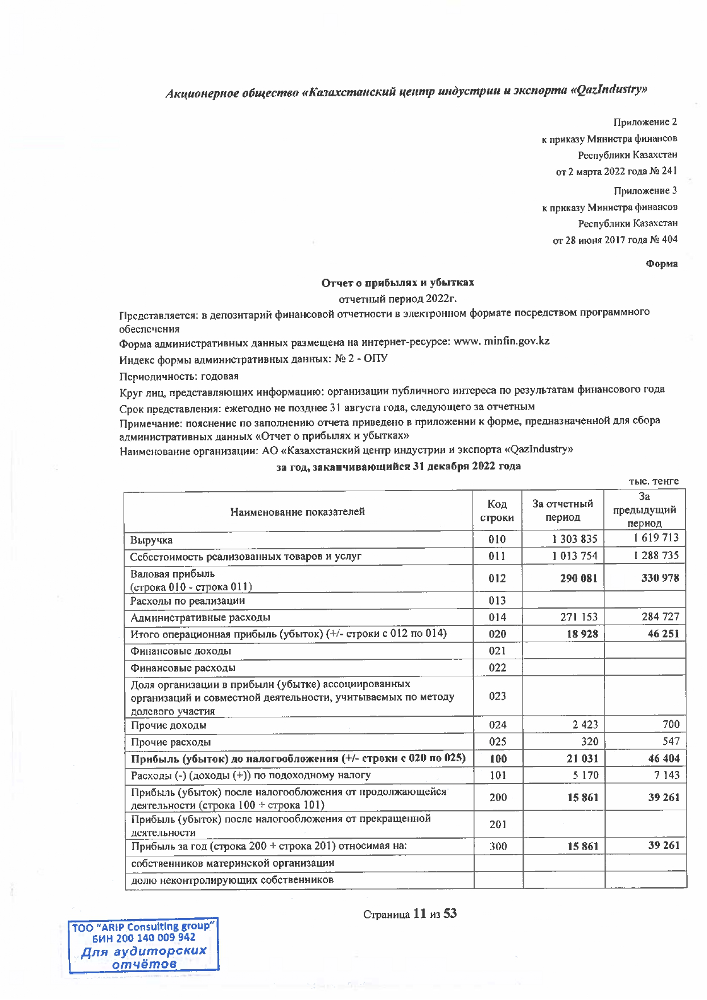 Акционерное общество «Казахстанский центр индустрии и экспорта «QazIndustry»
Приложение 2
к приказу Министра финансов
Республики Казахстан
от 2 марта 2022 года № 241
Приложение 3
к приказу Министра финансов
Республики Казахстан
от 28 июня 2017 года № 404
Форма
Отчет о прибылях и убытках
отчетный период 2022г.
Представляется: в депозитарий финансовой отчетности в электронном формате посредством программного
обеспечения
Форма административных данных размещена на интернет-ресурсе: www. minfin.gov.kz
Индекс формы административных данных: № 2 - ОПУ
Периодичность: годовая
Круг лиц, представляющих информацию: организации публичного интереса по результатам финансового года
Срок представления: ежегодно не позднее 31 августа года, следующего за отчетным
Примечание: пояснение по заполнению отчета приведено в приложении к форме, предназначенной для сбора
административных данных «Отчет о прибылях и убытках»
Наименование организации: АО «Казахстанский центр индустрии и экспорта «QazIndustry»
за год, заканчивающийся 31 декабря 2022 года
тыс. тенге
Наименование показателей Код строки За отчетный период За предыдущий период
Выручка 010 1 303 835 1 619 713
Себестоимость реализованных товаров и услуг 011 1 013 754 1 288 735
Валовая прибыль
(строка 010 - строка 011) 012 290 081 330 978
Расходы по реализации 013
Административные расходы 014 271 153 284 727
Итого операционная прибыль (убыток) (+/- строки с 012 по 014) 020 18 928 46 251
Финансовые доходы 021
Финансовые расходы 022
Доля организации в прибыли (убытке) ассоциированных
организаций и совместной деятельности, учитываемых по методу 023
долевого участия
Прочие доходы 024 2 423 700
Прочие расходы 025 320 547
Прибыль (убыток) до налогообложения (+/- строки с 020 по 025) 100 21 031 46 404
Расходы (-) (доходы (+)) по подоходному налогу 101 5 170 7 143
Прибыль (убыток) после налогообложения от продолжающейся
деятельности (строка 100 + строка 101) 200 15 861 39 261
Прибыль (убыток) после налогообложения от прекращенной
деятельности 201
Прибыль за год (строка 200 + строка 201) относимая на: 300 15 861 39 261
собственников материнской организации
долю неконтролирующих собственников
Страница 11 из 53
ТОО "ARIP Consulting group"
БИН 200 140 009 942
Для аудиторских
отчётов